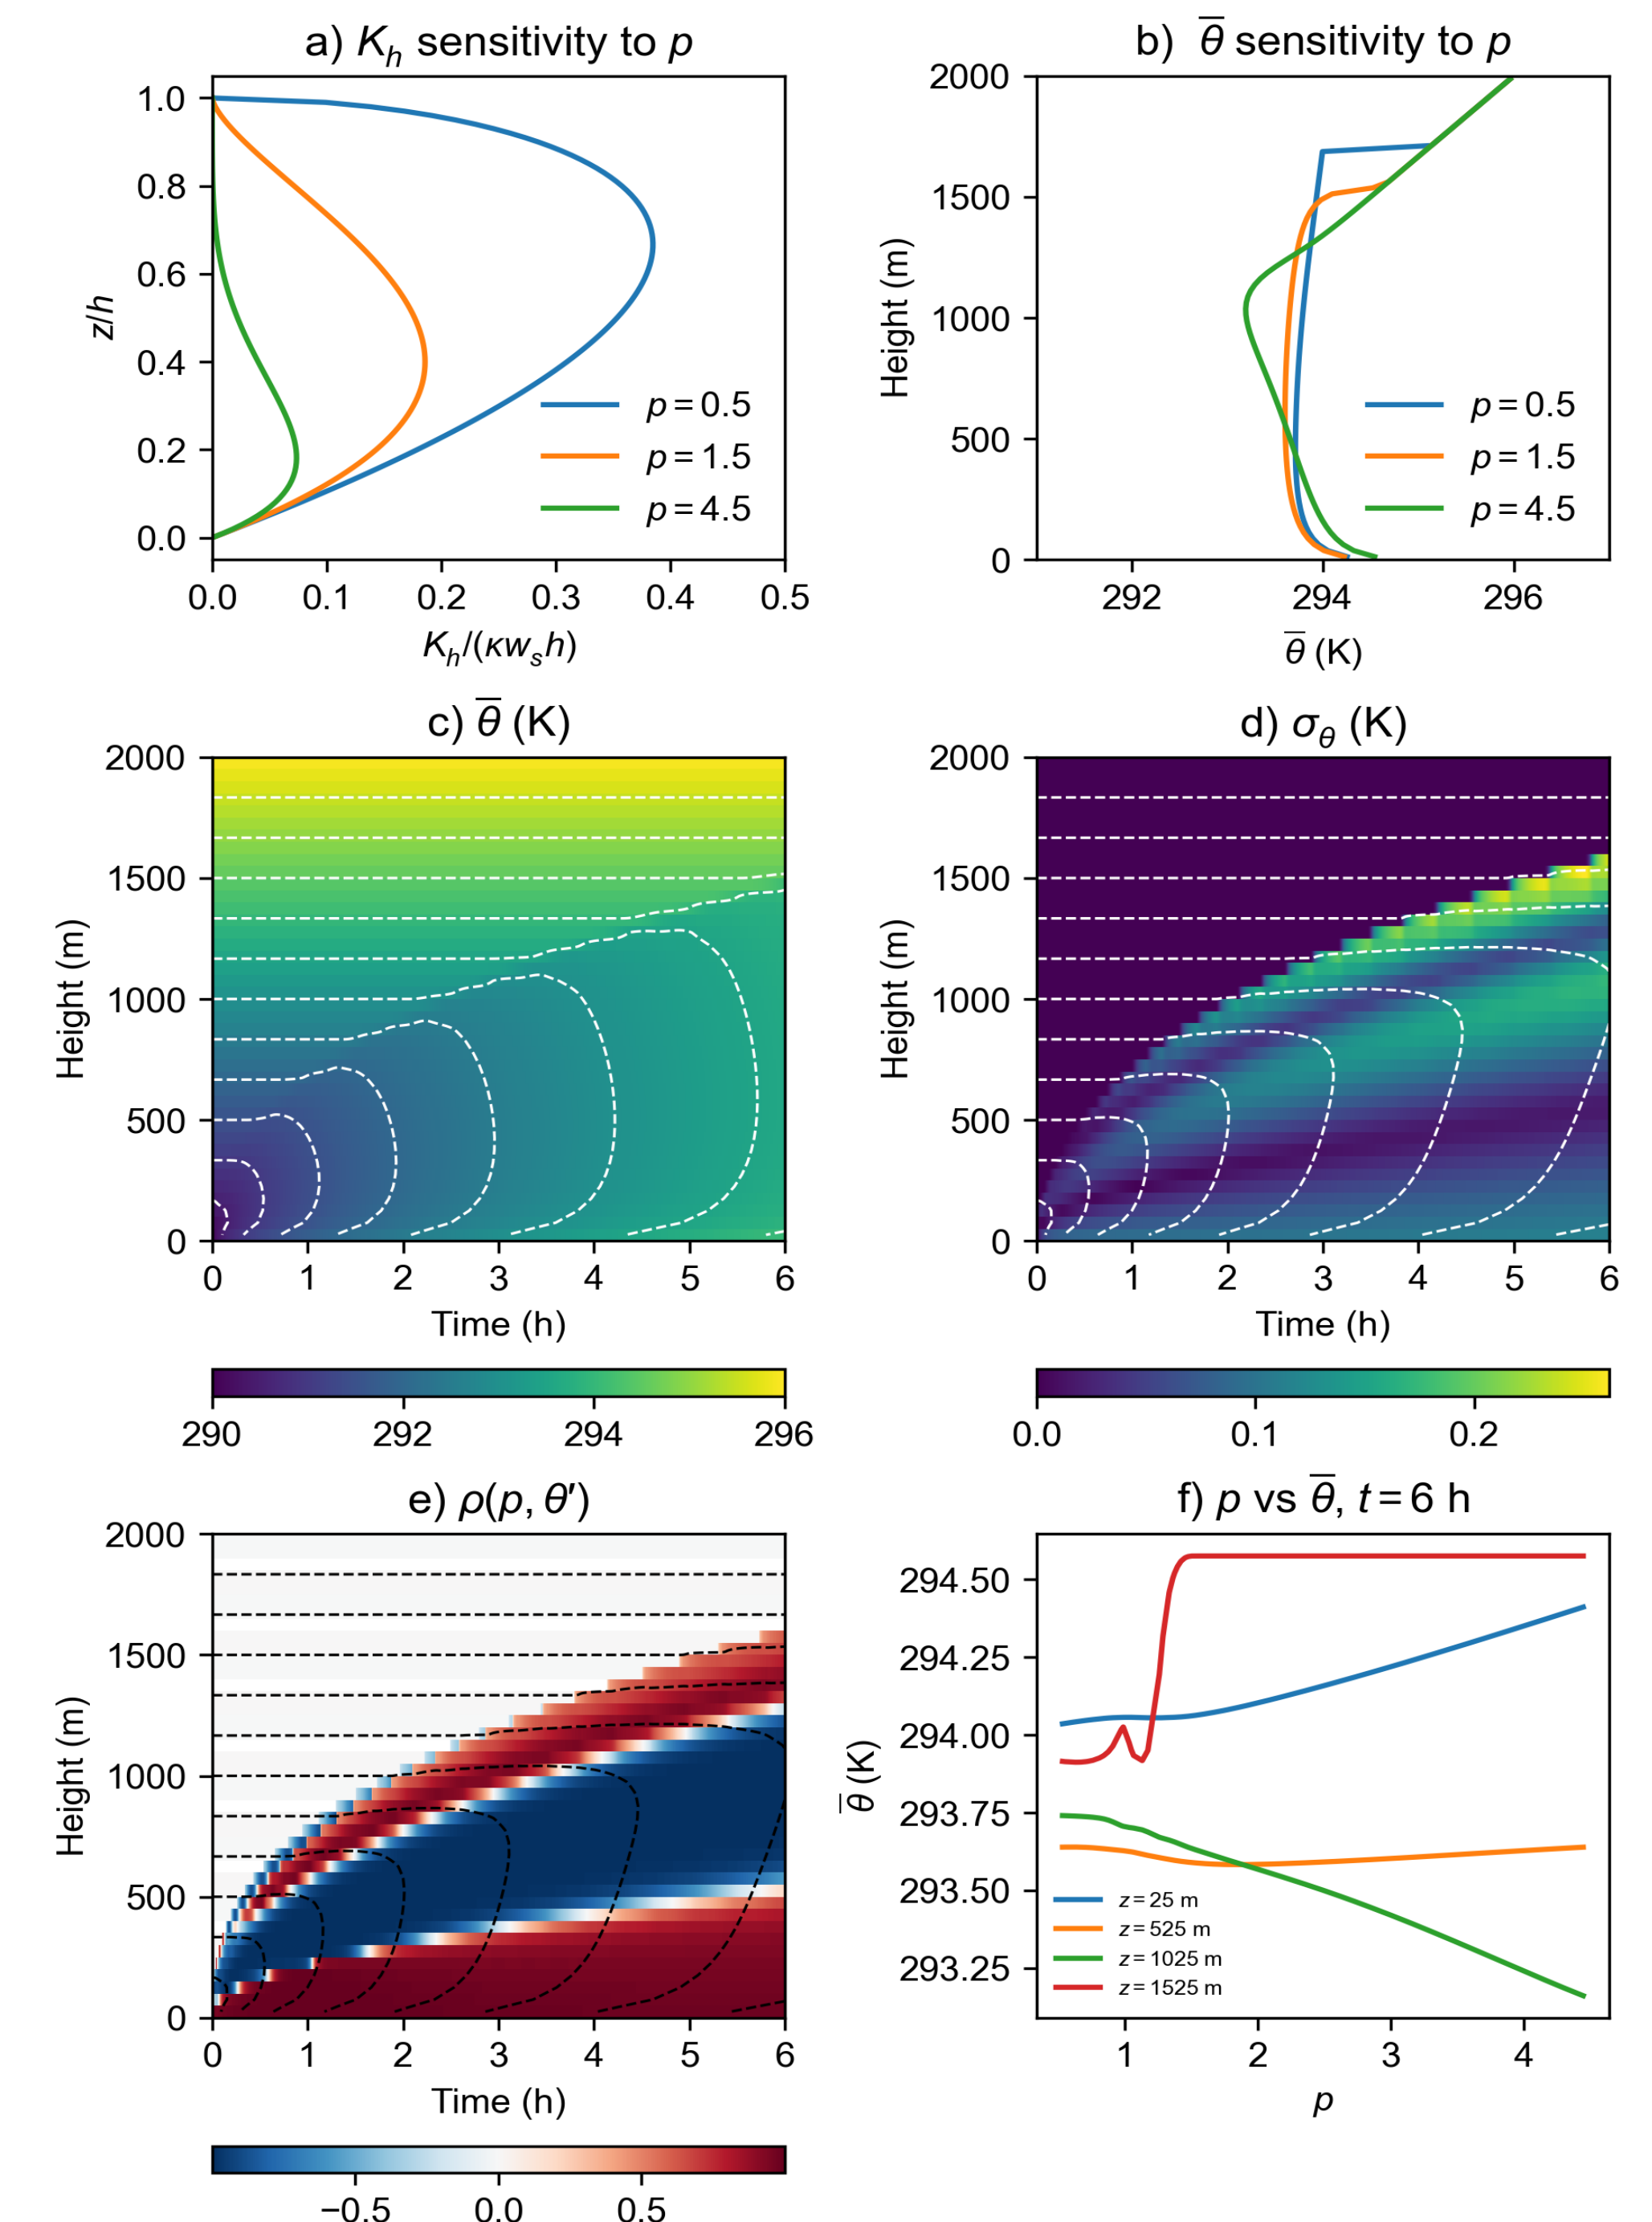 a) K_h sensitivity to p
1.0
0.8
0.6
0.4
0.2
0.0
z/h
p = 0.5
p = 1.5
p = 4.5
0.0 0.1 0.2 0.3 0.4 0.5
K_h/(κw_sh)
b) θ̅ sensitivity to p
2000
1500
1000
500
0
Height (m)
p = 0.5
p = 1.5
p = 4.5
292 294 296
θ̅ (K)
c) θ̅ (K)
2000
1500
1000
500
0
Height (m)
0 1 2 3 4 5 6
Time (h)
290 292 294 296
d) σ_θ (K)
2000
1500
1000
500
0
Height (m)
0 1 2 3 4 5 6
Time (h)
0.0 0.1 0.2
e) ρ(p, θ′)
2000
1500
1000
500
0
Height (m)
0 1 2 3 4 5 6
Time (h)
−0.5 0.0 0.5
f) p vs θ̅, t = 6 h
294.50
294.25
294.00
293.75
293.50
293.25
θ̅ (K)
z = 25 m
z = 525 m
z = 1025 m
z = 1525 m
1 2 3 4
p